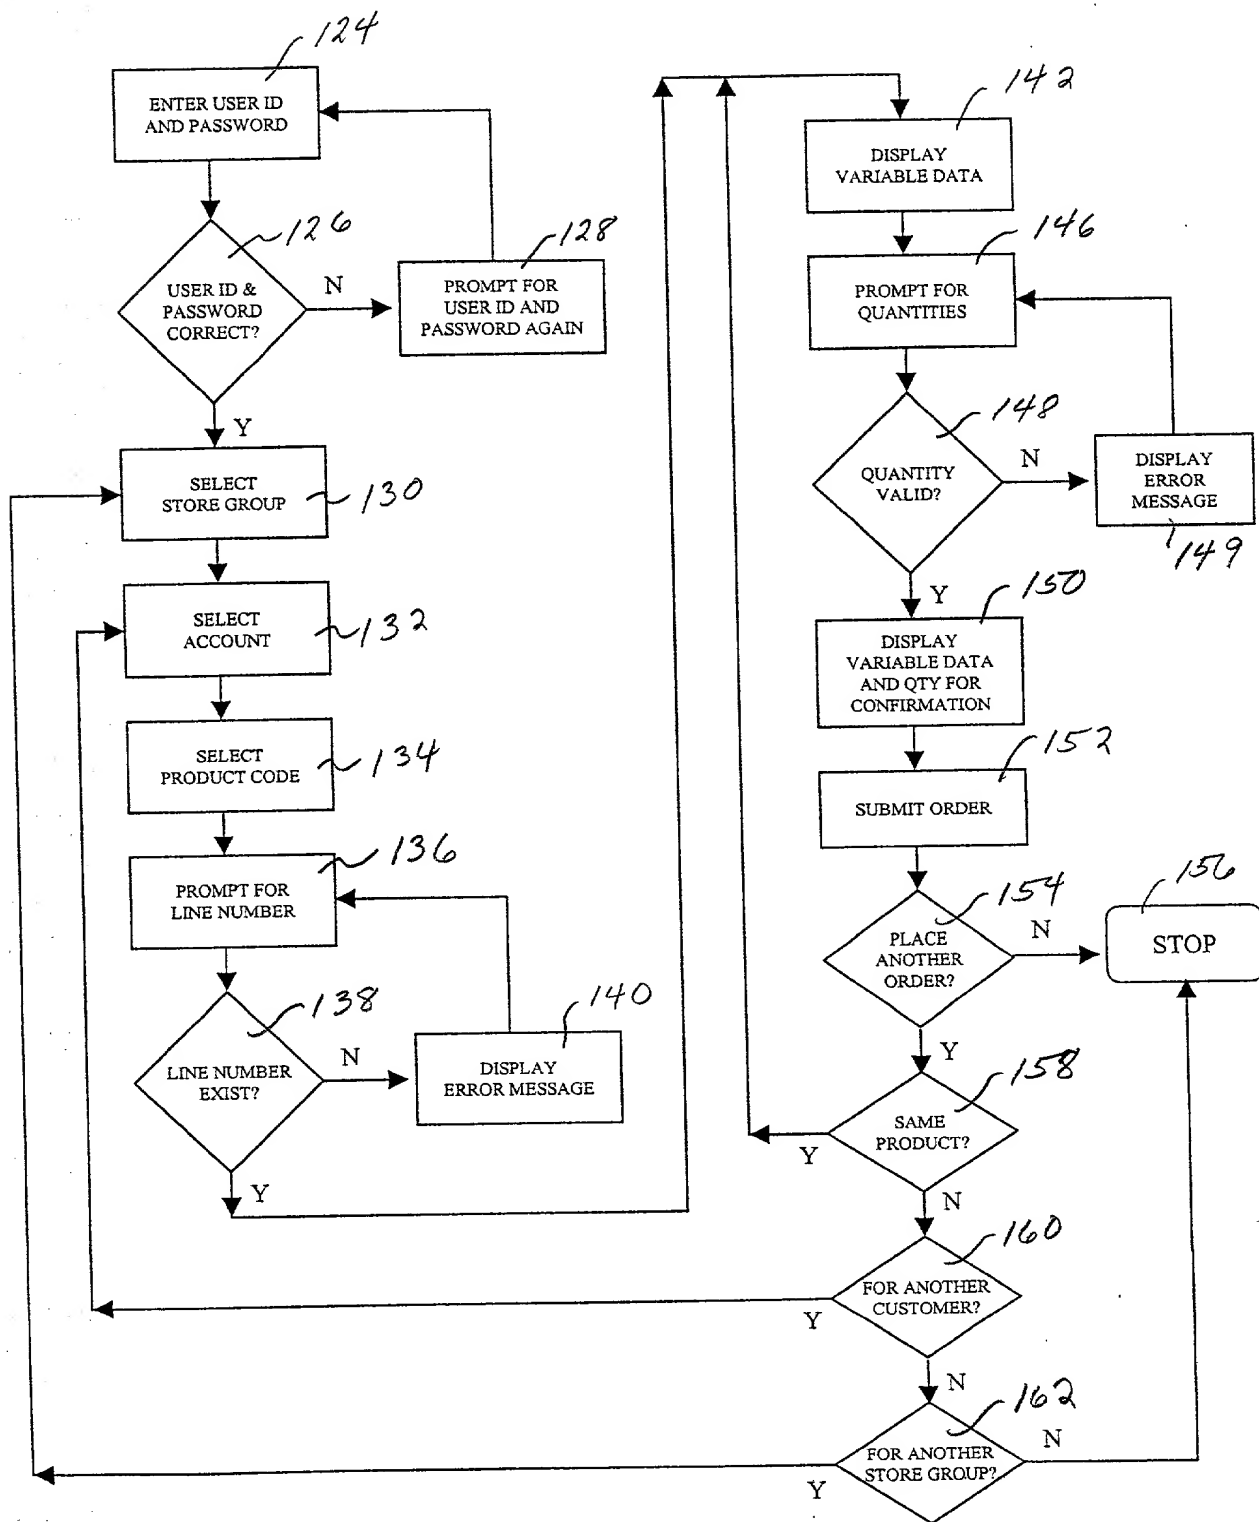 124
ENTER USER ID
AND PASSWORD
126
USER ID &
PASSWORD
CORRECT?
N
128
PROMPT FOR
USER ID AND
PASSWORD AGAIN
Y
SELECT
STORE GROUP
130
SELECT
ACCOUNT
132
SELECT
PRODUCT CODE
134
136
PROMPT FOR
LINE NUMBER
138
LINE NUMBER
EXIST?
N
140
DISPLAY
ERROR MESSAGE
Y
142
DISPLAY
VARIABLE DATA
146
PROMPT FOR
QUANTITIES
148
QUANTITY
VALID?
N
DISPLAY
ERROR
MESSAGE
149
Y
150
DISPLAY
VARIABLE DATA
AND QTY FOR
CONFIRMATION
152
SUBMIT ORDER
154
PLACE
ANOTHER
ORDER?
N
156
STOP
Y
158
SAME
PRODUCT?
Y
N
160
FOR ANOTHER
CUSTOMER?
Y
N
162
FOR ANOTHER
STORE GROUP?
Y
N